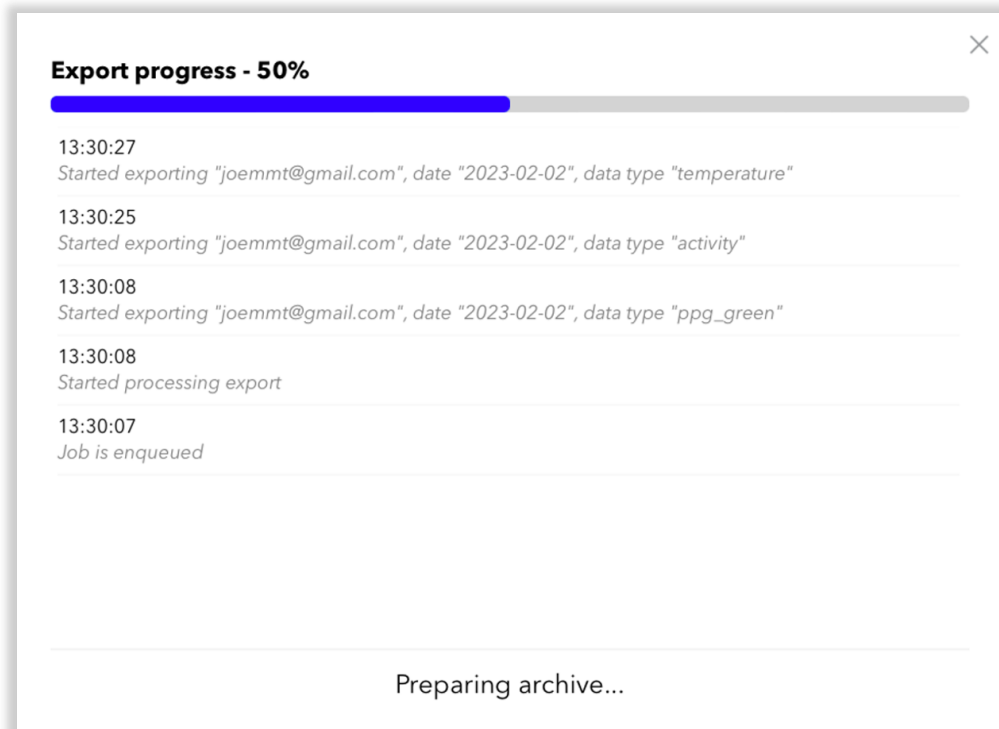 Export progress - 50%
13:30:27
Started exporting "joemmt@gmail.com", date "2023-02-02", data type "temperature"
13:30:25
Started exporting "joemmt@gmail.com", date "2023-02-02", data type "activity"
13:30:08
Started exporting "joemmt@gmail.com", date "2023-02-02", data type "ppg_green"
13:30:08
Started processing export
13:30:07
Job is enqueued
Preparing archive...